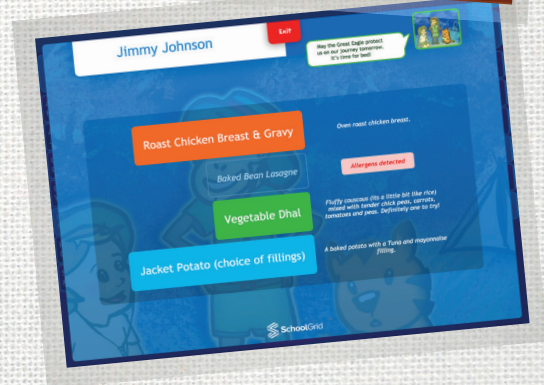 Jimmy Johnson
Exit
May the Great Eagle protect
us on our journey tomorrow.
It's time for bed!
Roast Chicken Breast & Gravy
Oven roast chicken breast.
Baked Bean Lasagne
Allergens detected
Vegetable Dhal
Fluffy couscous (its a little bit like rice)
mixed with tender chick peas, carrots,
tomatoes and peas. Definitely one to try!
Jacket Potato (choice of fillings)
A baked potato with a Tuna and mayonnaise
filling.
SchoolGrid